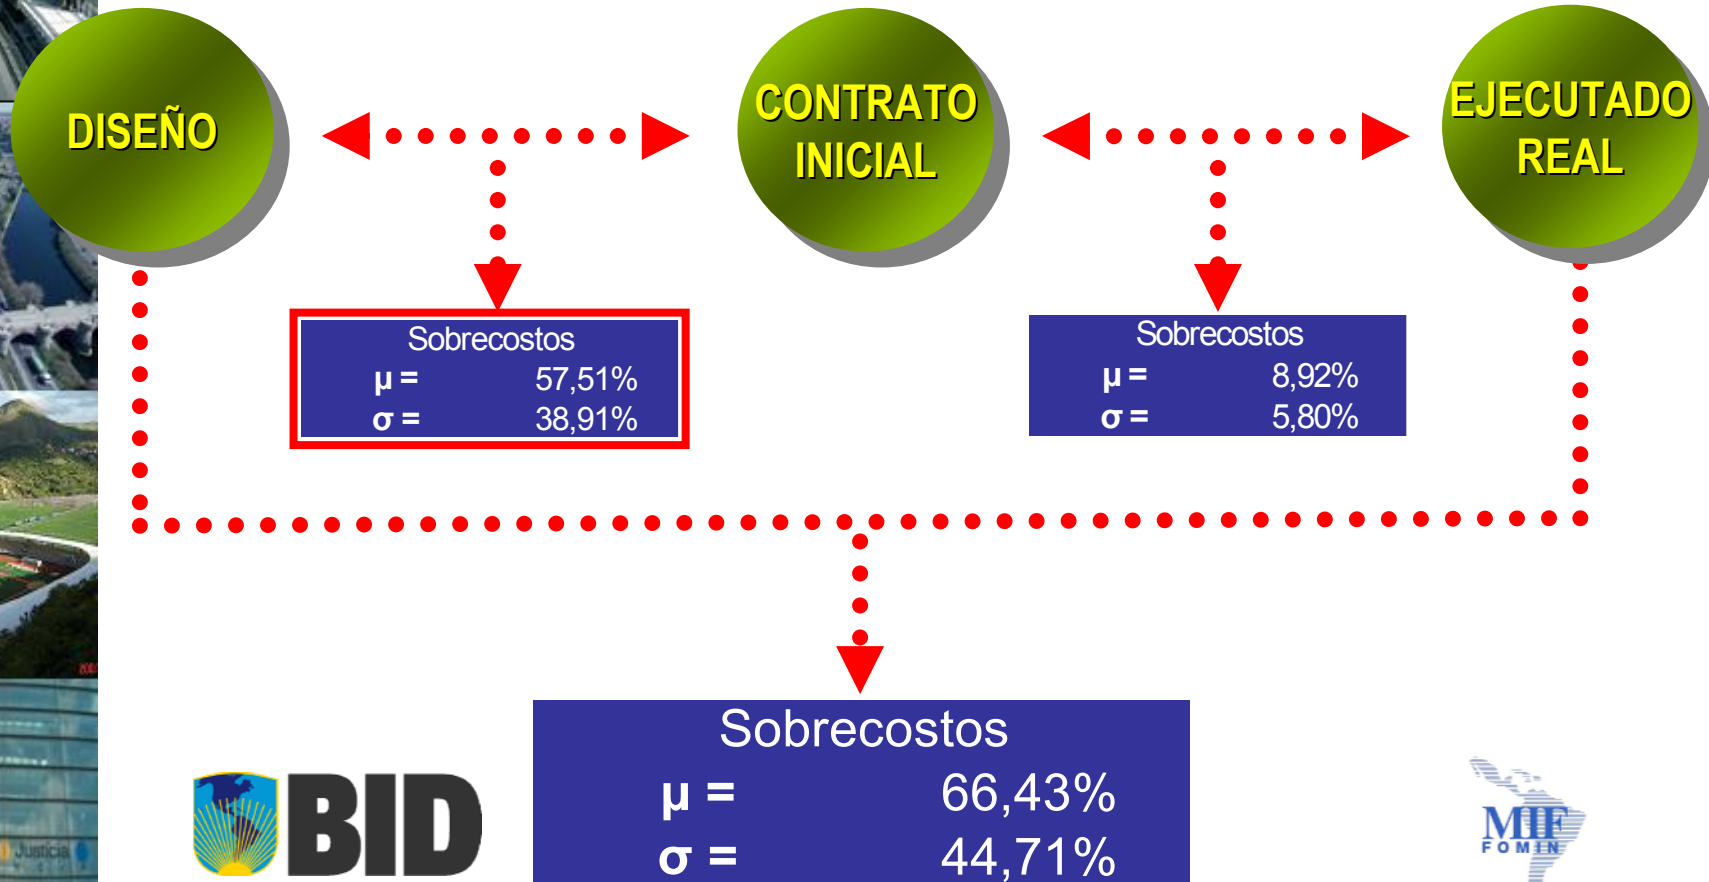 DISEÑO
CONTRATO
INICIAL
EJECUTADO
REAL
Sobrecostos
μ = 57,51%
σ = 38,91%
Sobrecostos
μ = 8,92%
σ = 5,80%
Sobrecostos
μ = 66,43%
σ = 44,71%
BID
MIF
FOMIN
Justicia